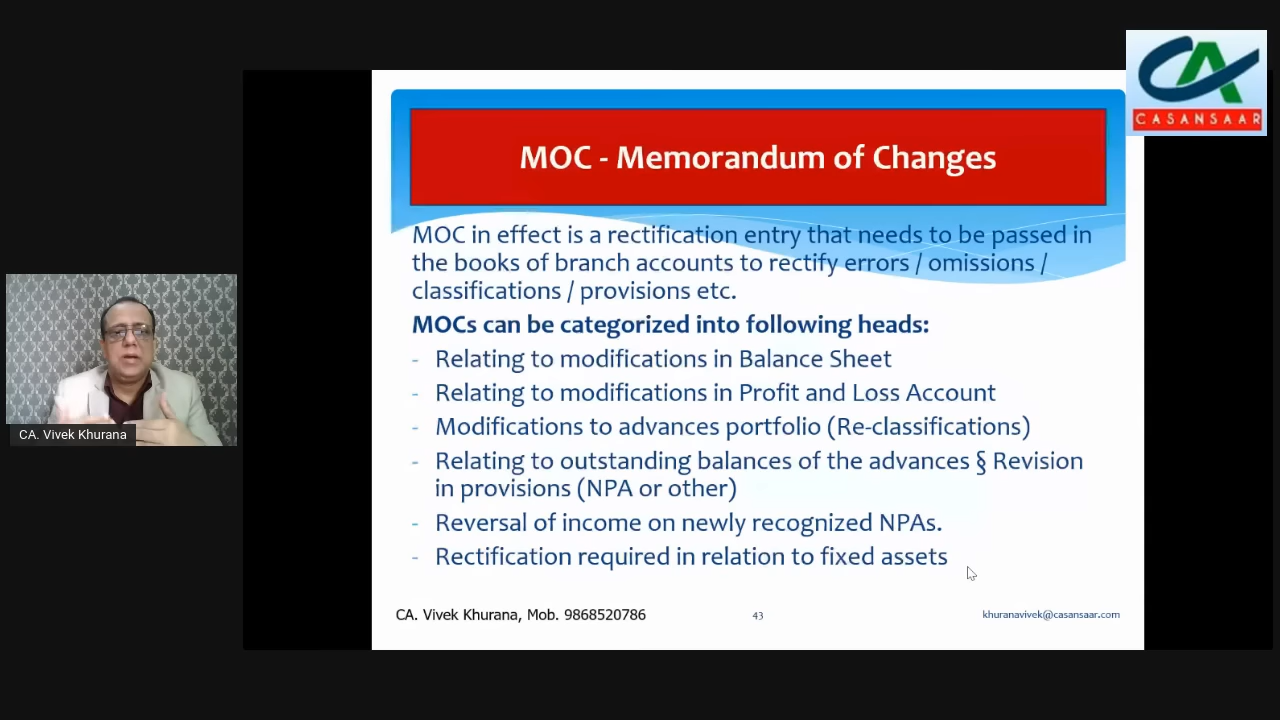 CASANSAAR
MOC - Memorandum of Changes
MOC in effect is a rectification entry that needs to be passed in
the books of branch accounts to rectify errors / omissions /
classifications / provisions etc.
MOCs can be categorized into following heads:
- Relating to modifications in Balance Sheet
- Relating to modifications in Profit and Loss Account
- Modifications to advances portfolio (Re-classifications)
- Relating to outstanding balances of the advances § Revision
in provisions (NPA or other)
- Reversal of income on newly recognized NPAs.
- Rectification required in relation to fixed assets
CA. Vivek Khurana, Mob. 9868520786
43
khuranavivek@casansaar.com
CA. Vivek Khurana